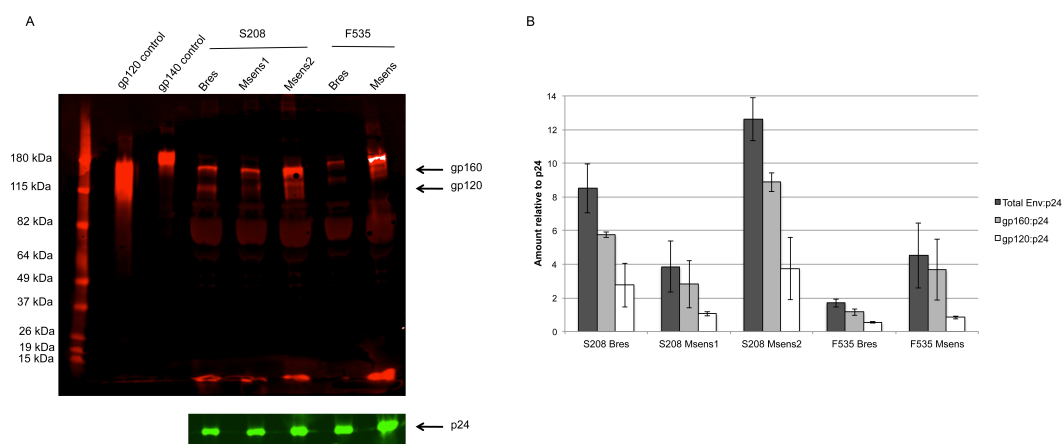 A
B
S208
F535
gp120 control
gp140 control
Bres
Msens1
Msens2
Bres
Msens
180 kDa
115 kDa
82 kDa
64 kDa
49 kDa
37 kDa
26 kDa
19 kDa
15 kDa
gp160
gp120
p24
Amount relative to p24
14
12
10
8
6
4
2
0
S208 Bres
S208 Msens1
S208 Msens2
F535 Bres
F535 Msens
Total Env:p24
gp160:p24
gp120:p24